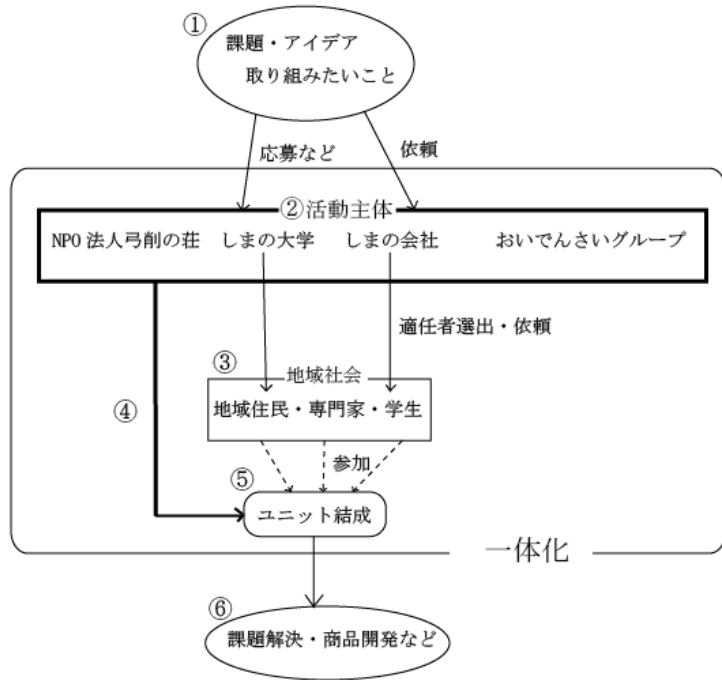 ①
課題・アイデア
取り組みたいこと
応募など
依頼
②活動主体
NPO法人弓削の荘 しまの大学 しまの会社 おいでんさいグループ
適任者選出・依頼
③
地域社会
地域住民・専門家・学生
④
参加
⑤
ユニット結成
一体化
⑥
課題解決・商品開発など